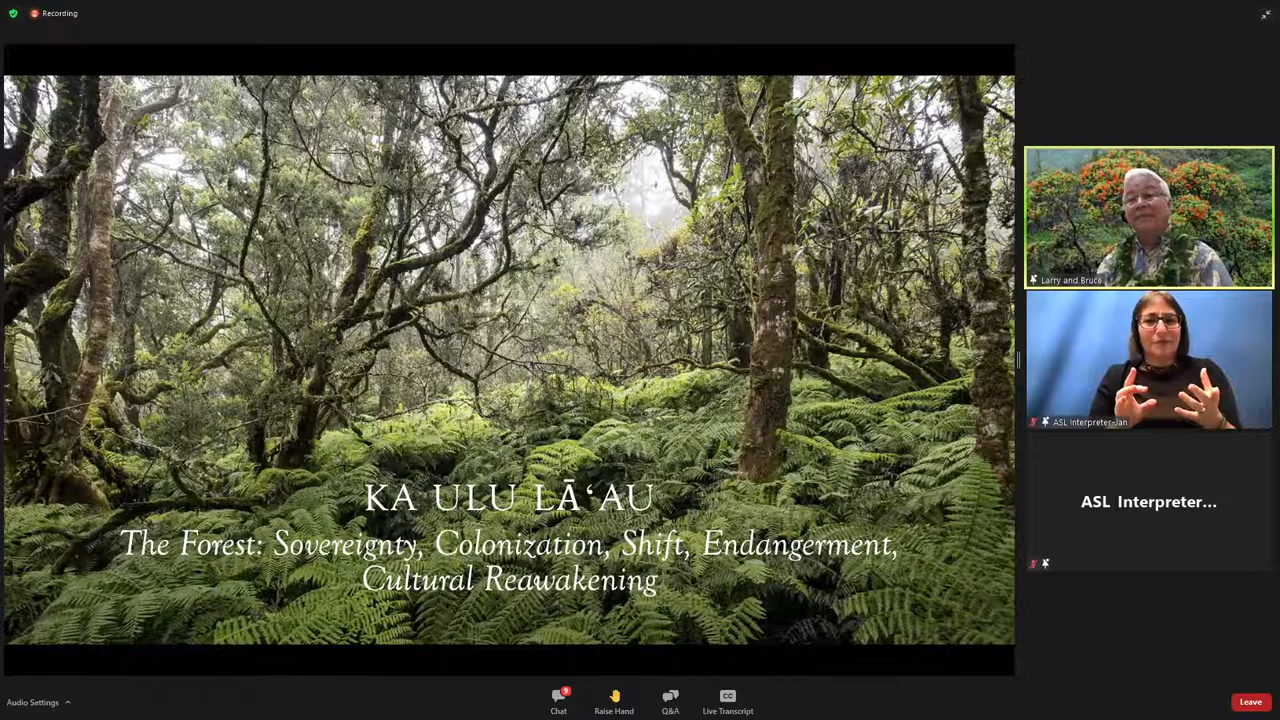 Recording
KA ULU LĀʻAU
The Forest: Sovereignty, Colonization, Shift, Endangerment,
Cultural Reawakening
Larry and Bruce
ASL Interpreter-Jan
ASL Interpreter...
Audio Settings
9
Chat
Raise Hand
Q&A
CC
Live Transcript
Leave